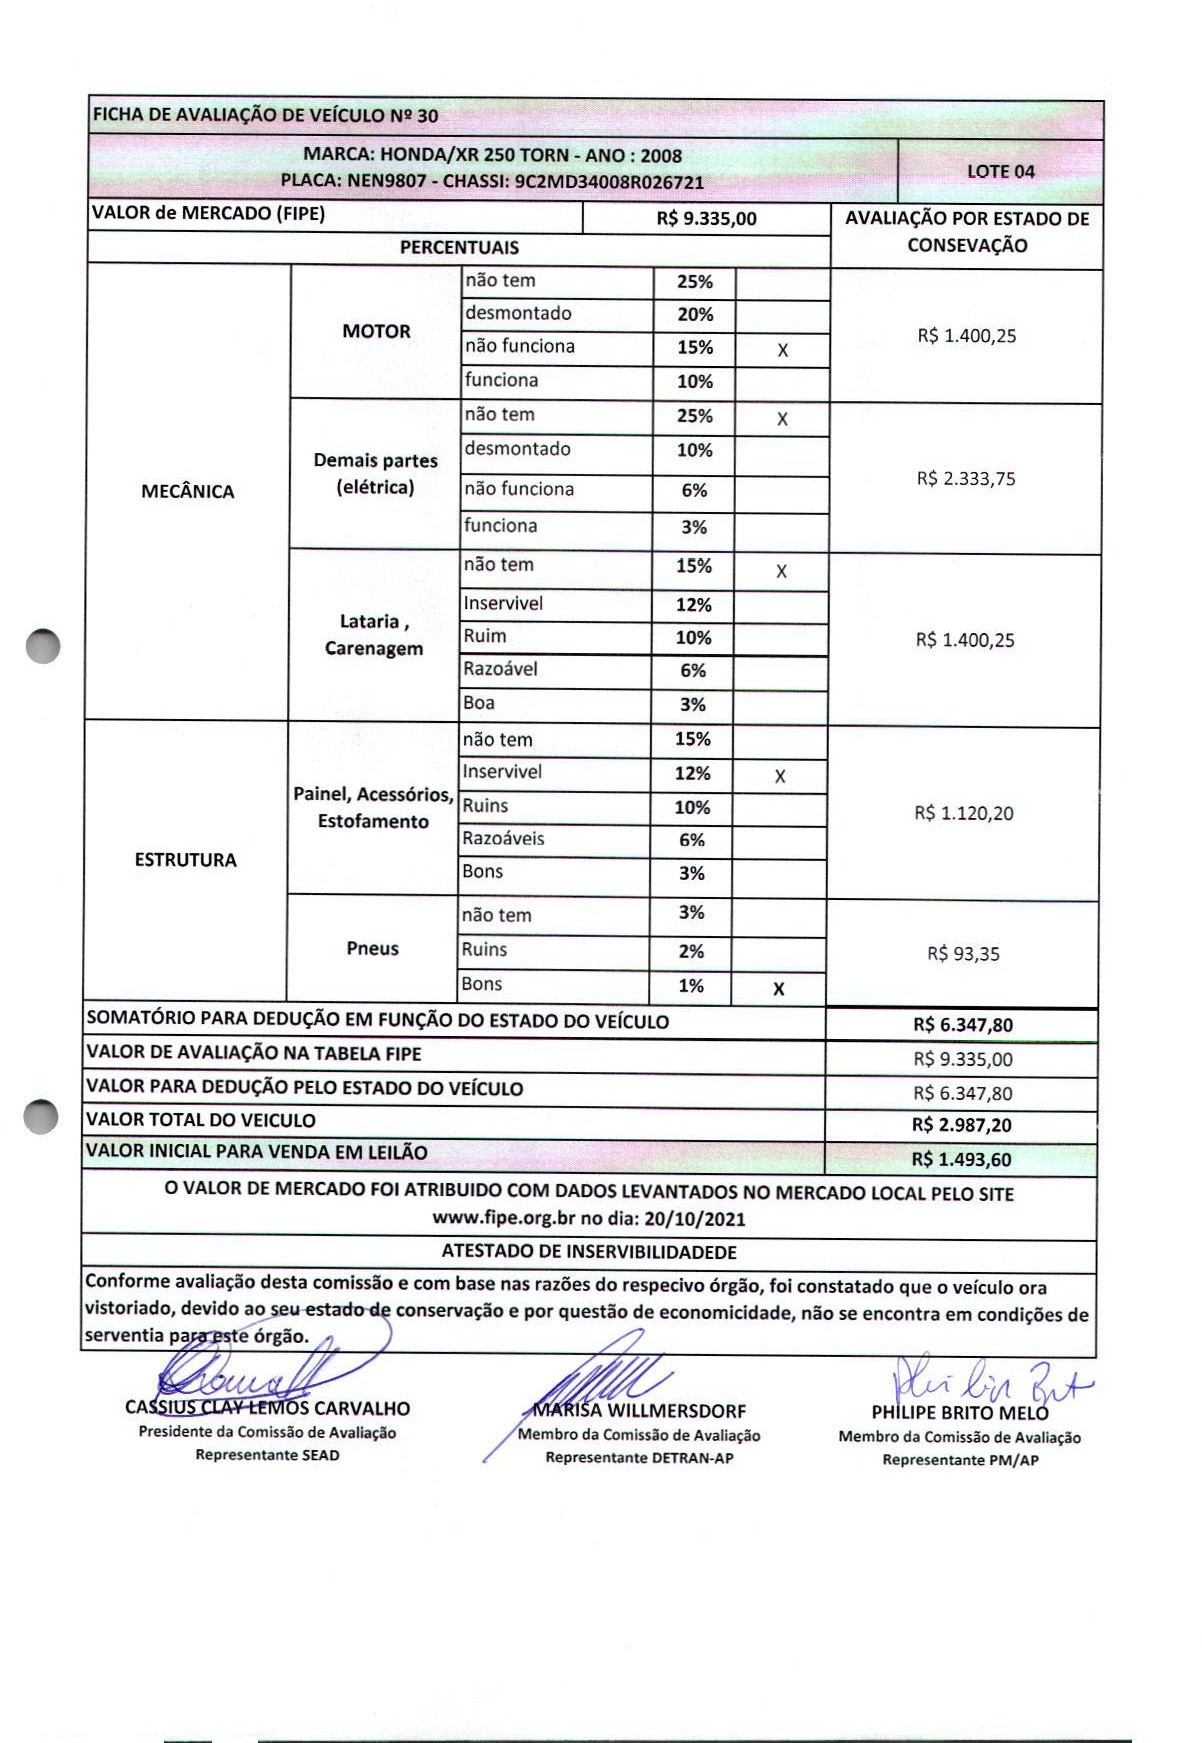 FICHA DE AVALIAÇÃO DE VEÍCULO Nº 30
MARCA: HONDA/XR 250 TORN - ANO : 2008
PLACA: NEN9807 - CHASSI: 9C2MD34008R026721
LOTE 04
VALOR de MERCADO (FIPE)
R$ 9.335,00
AVALIAÇÃO POR ESTADO DE
CONSEVAÇÃO
PERCENTUAIS
MECÂNICA
MOTOR
não tem 25%
desmontado 20%
não funciona 15% X
funciona 10%
R$ 1.400,25
Demais partes
(elétrica)
não tem 25% X
desmontado 10%
não funciona 6%
funciona 3%
R$ 2.333,75
Lataria ,
Carenagem
não tem 15% X
Inservivel 12%
Ruim 10%
Razoável 6%
Boa 3%
R$ 1.400,25
ESTRUTURA
Painel, Acessórios,
Estofamento
não tem 15%
Inservivel 12% X
Ruins 10%
Razoáveis 6%
Bons 3%
R$ 1.120,20
Pneus
não tem 3%
Ruins 2%
Bons 1% X
R$ 93,35
SOMATÓRIO PARA DEDUÇÃO EM FUNÇÃO DO ESTADO DO VEÍCULO R$ 6.347,80
VALOR DE AVALIAÇÃO NA TABELA FIPE R$ 9.335,00
VALOR PARA DEDUÇÃO PELO ESTADO DO VEÍCULO R$ 6.347,80
VALOR TOTAL DO VEICULO R$ 2.987,20
VALOR INICIAL PARA VENDA EM LEILÃO R$ 1.493,60
O VALOR DE MERCADO FOI ATRIBUIDO COM DADOS LEVANTADOS NO MERCADO LOCAL PELO SITE
www.fipe.org.br no dia: 20/10/2021
ATESTADO DE INSERVIBILIDADEDE
Conforme avaliação desta comissão e com base nas razões do respecivo órgão, foi constatado que o veículo ora
vistoriado, devido ao seu estado de conservação e por questão de economicidade, não se encontra em condições de
serventia para este órgão.
CASSIUS CLAY LEMOS CARVALHO
Presidente da Comissão de Avaliação
Representante SEAD
MARISA WILLMERSDORF
Membro da Comissão de Avaliação
Representante DETRAN-AP
PHILIPE BRITO MELO
Membro da Comissão de Avaliação
Representante PM/AP